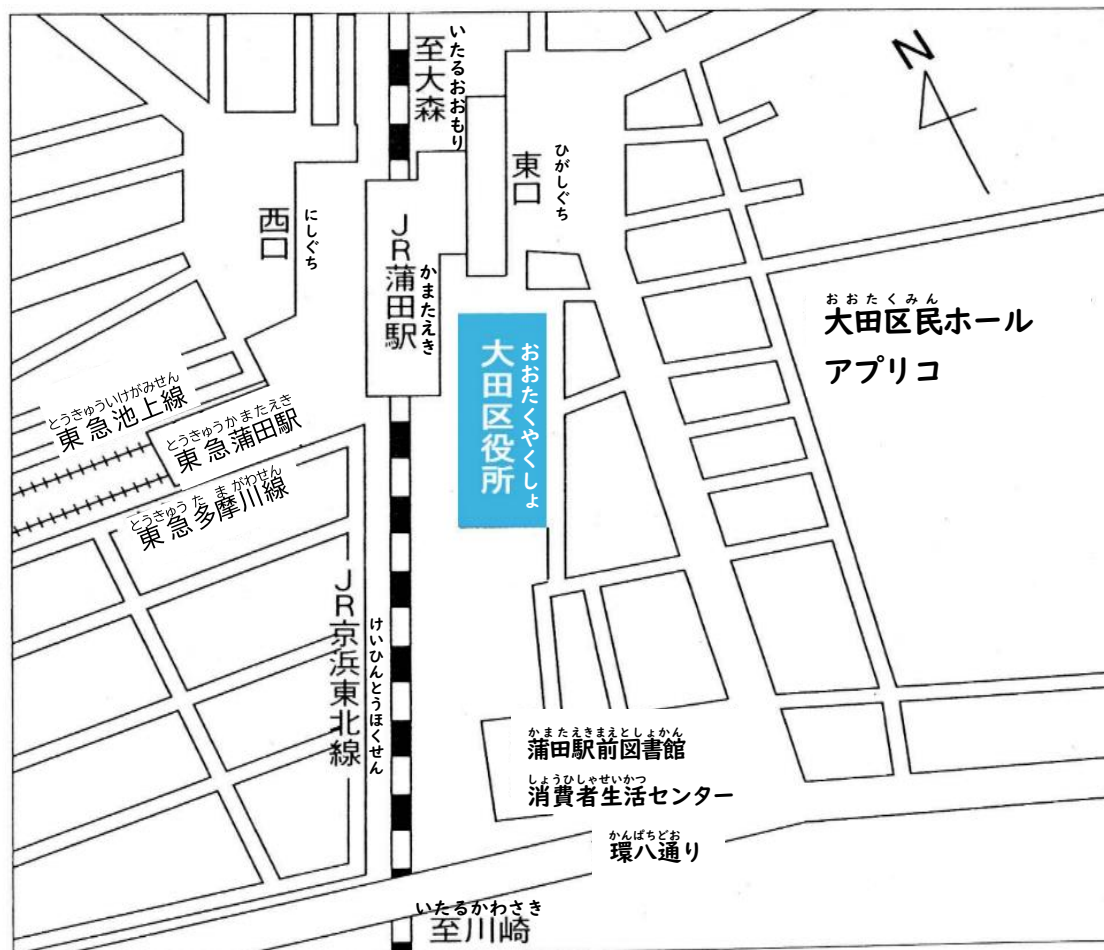 至大森
いたるおおもり
N
東口
ひがしぐち
西口
にしぐち
JR蒲田駅
かまたえき
おおたくみん
大田区民ホール
アプリコ
大田区役所
おおたくやくしょ
とうきゅういけがみせん
東急池上線
とうきゅうかまたえき
東急蒲田駅
とうきゅうたまがわせん
東急多摩川線
JR京浜東北線
けいひんとうほくせん
かまたえきまえとしょかん
蒲田駅前図書館
しょうひしゃせいかつ
消費者生活センター
かんぱちどお
環八通り
いたるかわさき
至川崎